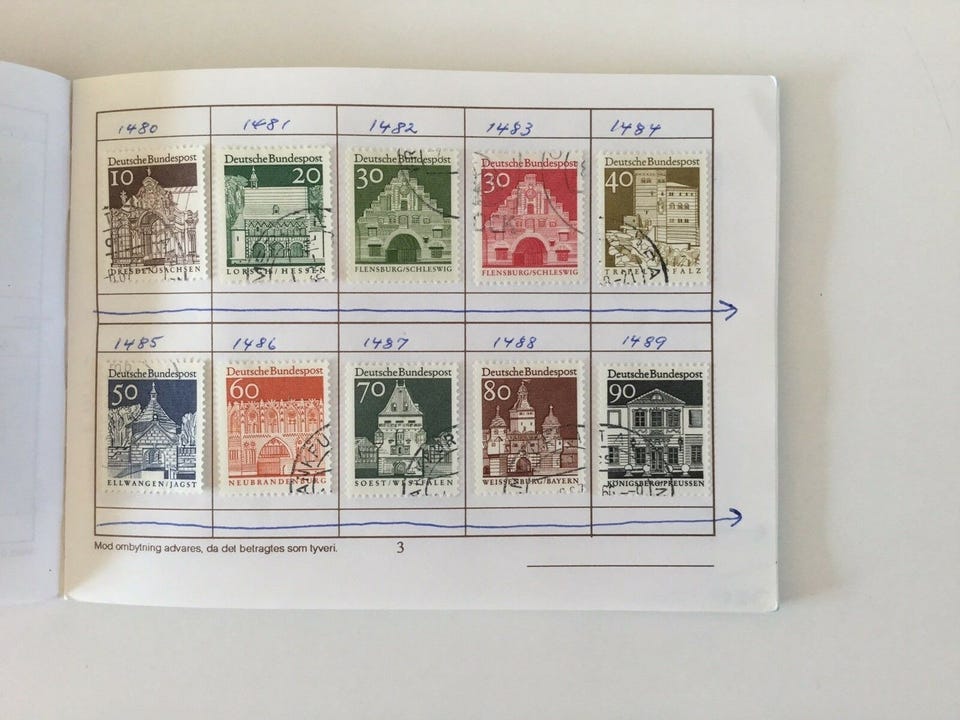 1480 1481 1482 1483 1484
Deutsche Bundespost Deutsche Bundespost Deutsche Bundespost Deutsche Bundespost Deutsche Bundespost
10 20 30 30 40
DRESDEN/SACHSEN LORSCH/HESSEN FLENSBURG/SCHLESWIG FLENSBURG/SCHLESWIG
1485 1486 1487 1488 1489
Deutsche Bundespost Deutsche Bundespost Deutsche Bundespost Deutsche Bundespost Deutsche Bundespost
50 60 70 80 90
ELLWANGEN/JAGST NEUBRANDENBURG SOEST/WESTFALEN WEISSENBURG/BAYERN KÖNIGSBERG/PREUSSEN
Mod ombytning advares, da det betragtes som tyveri. 3